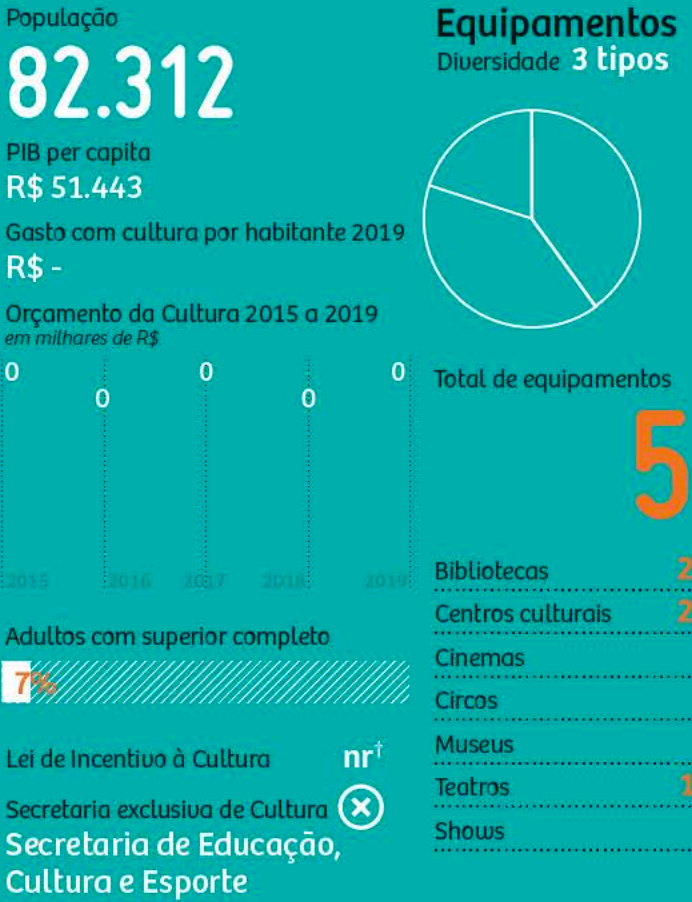 População
82.312
PIB per capita
R$ 51.443
Gasto com cultura por habitante 2019
R$ -
Orçamento da Cultura 2015 a 2019
em milhares de R$
0 0 0 0 0
2015 2016 2017 2018 2019
Adultos com superior completo
7%
Lei de Incentivo à Cultura nr†
Secretaria exclusiva de Cultura
Secretaria de Educação,
Cultura e Esporte
Equipamentos
Diversidade 3 tipos
Total de equipamentos
5
Bibliotecas 2
Centros culturais 2
Cinemas
Circos
Museus
Teatros 1
Shows